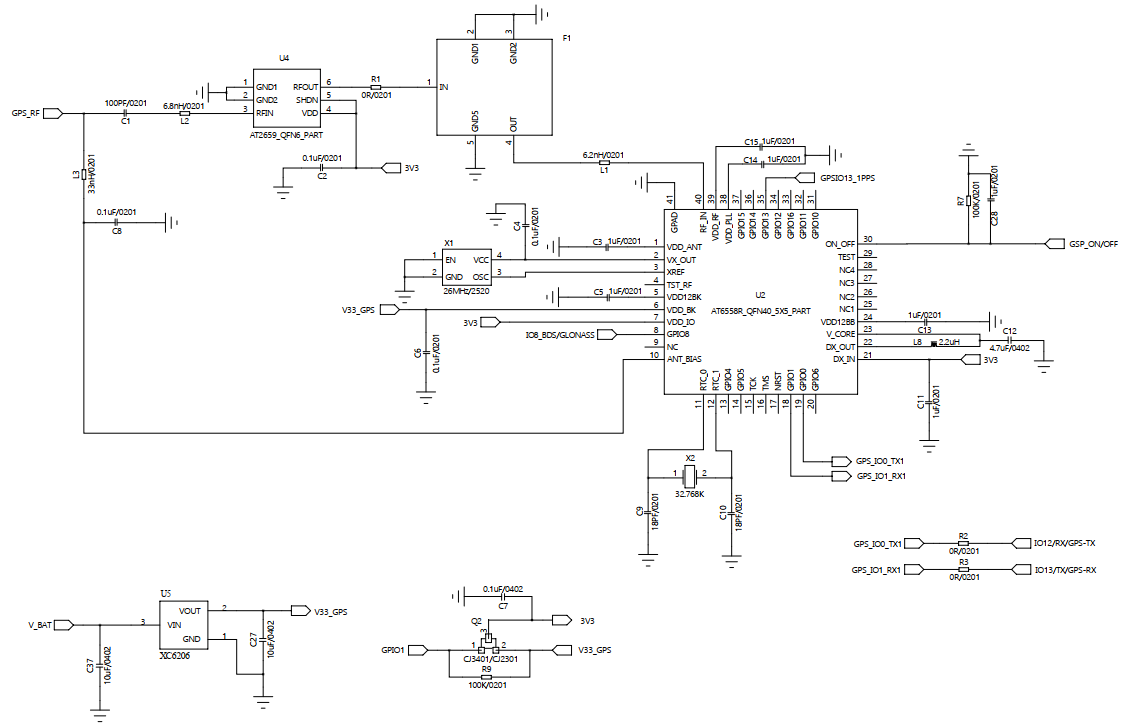 F1
2
3
GND1
GND2
U4
1
GND1
RFOUT
6
R1
0R/0201
1
IN
2
GND2
SHDN
5
3
RFIN
VDD
4
AT2659_QFN6_PART
GPS_RF
100PF/0201
C1
6.8nH/0201
L2
GND5
OUT
5
4
L3
33nH/0201
0.1uF/0201
C2
3V3
6.2nH/0201
L1
C15
1uF/0201
C14
1uF/0201
GPSIO13_1PPS
0.1uF/0201
C8
41
40
39
38
37
36
35
34
33
32
31
GPAD
RF_IN
VDD_RF
VDD_PLL
GPIO15
GPIO14
GPIO13
GPIO12
GPIO16
GPIO11
GPIO10
R7
100K/0201
C28
1uF/0201
C4
0.1uF/0201
C3
1uF/0201
1
VDD_ANT
2
VX_OUT
3
XREF
4
TST_RF
5
VDD12BK
6
VDD_BK
7
VDD_IO
8
GPIO8
9
NC
10
ANT_BIAS
U2
AT6558R_QFN40_5X5_PART
ON_OFF
30
GSP_ON/OFF
TEST
29
NC4
28
NC3
27
NC2
26
NC1
25
VDD12BB
24
V_CORE
23
DX_OUT
22
DX_IN
21
X1
1
EN
VCC
4
2
GND
OSC
3
26MHz/2520
C5
1uF/0201
V33_GPS
3V3
IO8_BDS/GLONASS
C6
0.1uF/0201
1uF/0201
C13
L8
2.2uH
C12
4.7uF/0402
3V3
C11
1uF/0201
RTC_0
RTC_1
GPIO4
GPIO5
TCK
TMS
NRST
GPIO1
GPIO0
GPIO6
11
12
13
14
15
16
17
18
19
20
X2
1
2
32.768K
C9
18PF/0201
C10
18PF/0201
GPS_IO0_TX1
GPS_IO1_RX1
GPS_IO0_TX1
R2
0R/0201
IO12/RX/GPS-TX
GPS_IO1_RX1
R3
0R/0201
IO13/TX/GPS-RX
U5
V_BAT
3
VIN
VOUT
2
GND
1
XC6206
V33_GPS
C37
10uF/0402
C27
10uF/0402
0.1uF/0402
C7
Q2
3
3V3
GPIO1
1
2
V33_GPS
CJ3401/CJ2301
R9
100K/0201